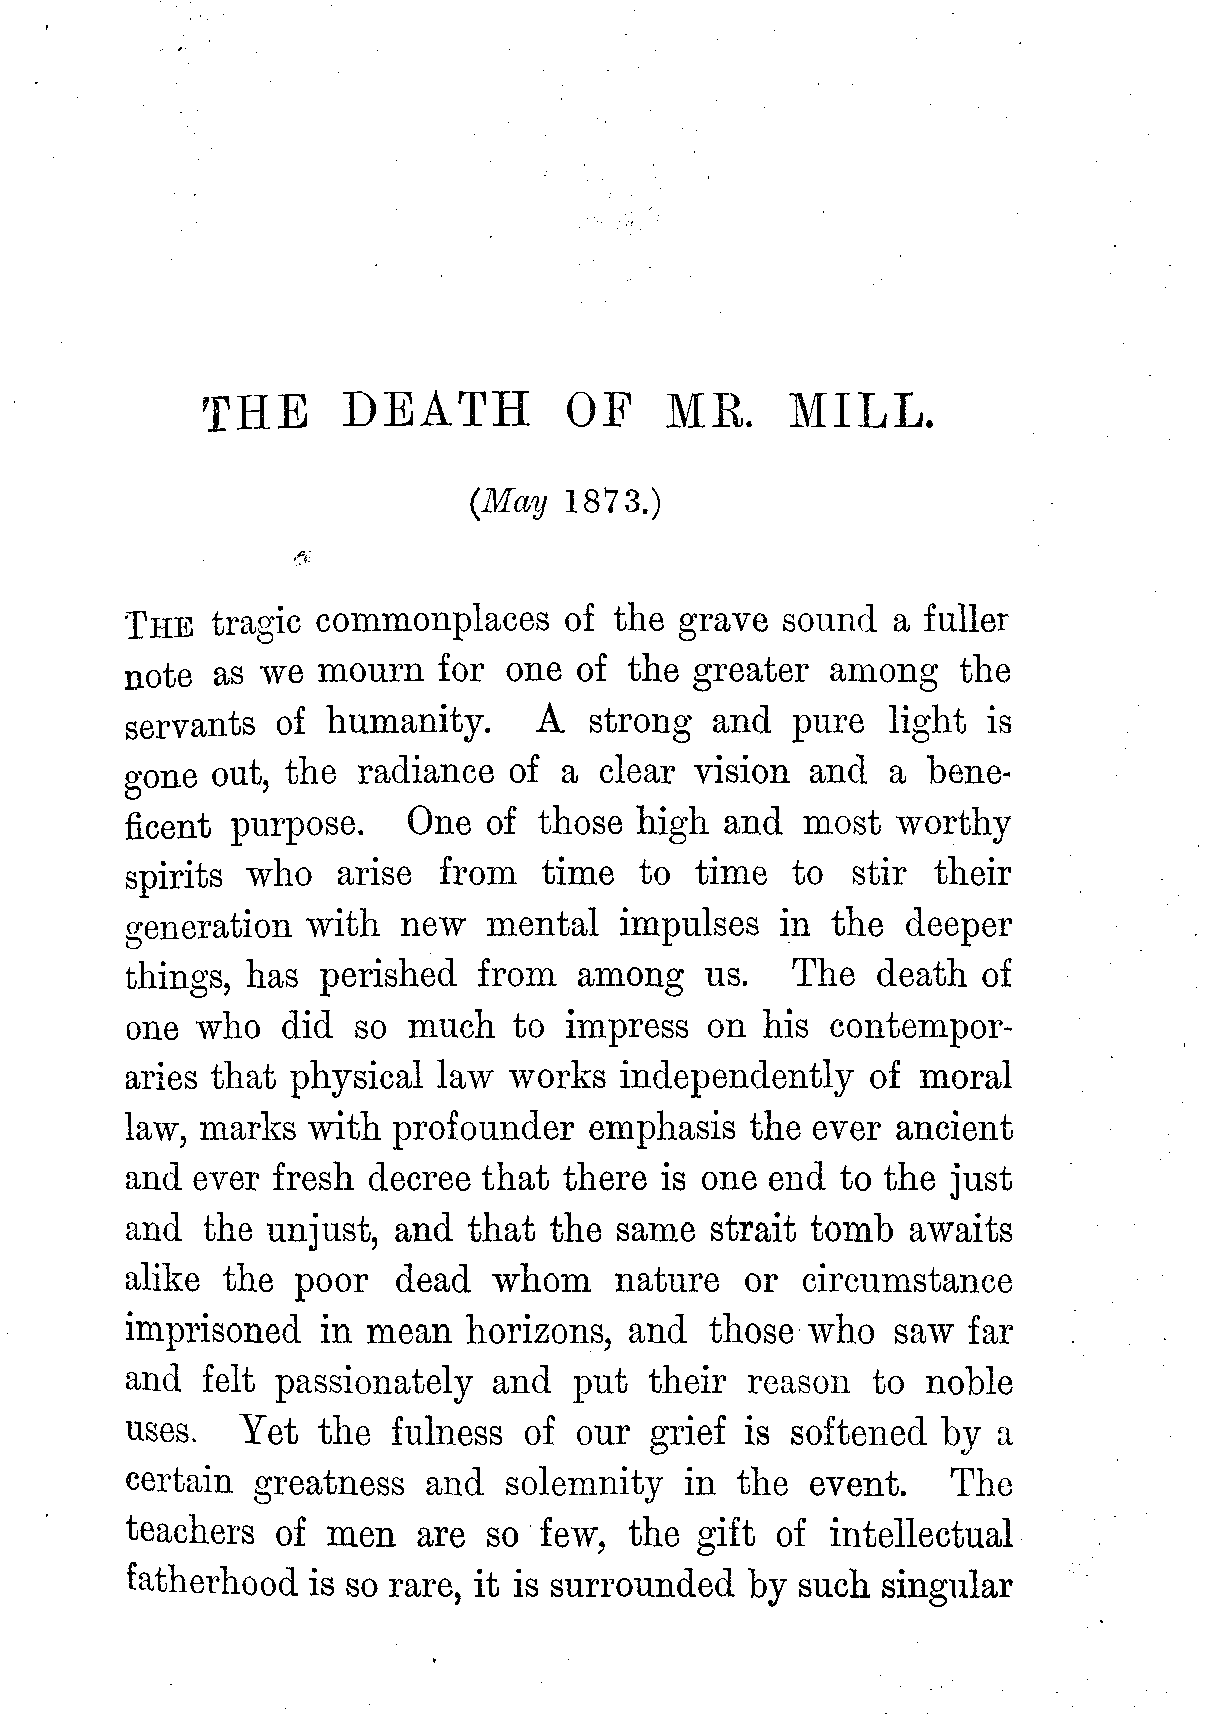 THE DEATH OF MR. MILL.
(May 1873.)
THE tragic commonplaces of the grave sound a fuller
note as we mourn for one of the greater among the
servants of humanity. A strong and pure light is
gone out, the radiance of a clear vision and a bene-
ficent purpose. One of those high and most worthy
spirits who arise from time to time to stir their
generation with new mental impulses in the deeper
things, has perished from among us. The death of
one who did so much to impress on his contempor-
aries that physical law works independently of moral
law, marks with profounder emphasis the ever ancient
and ever fresh decree that there is one end to the just
and the unjust, and that the same strait tomb awaits
alike the poor dead whom nature or circumstance
imprisoned in mean horizons, and those who saw far
and felt passionately and put their reason to noble
uses. Yet the fulness of our grief is softened by a
certain greatness and solemnity in the event. The
teachers of men are so few, the gift of intellectual
fatherhood is so rare, it is surrounded by such singular